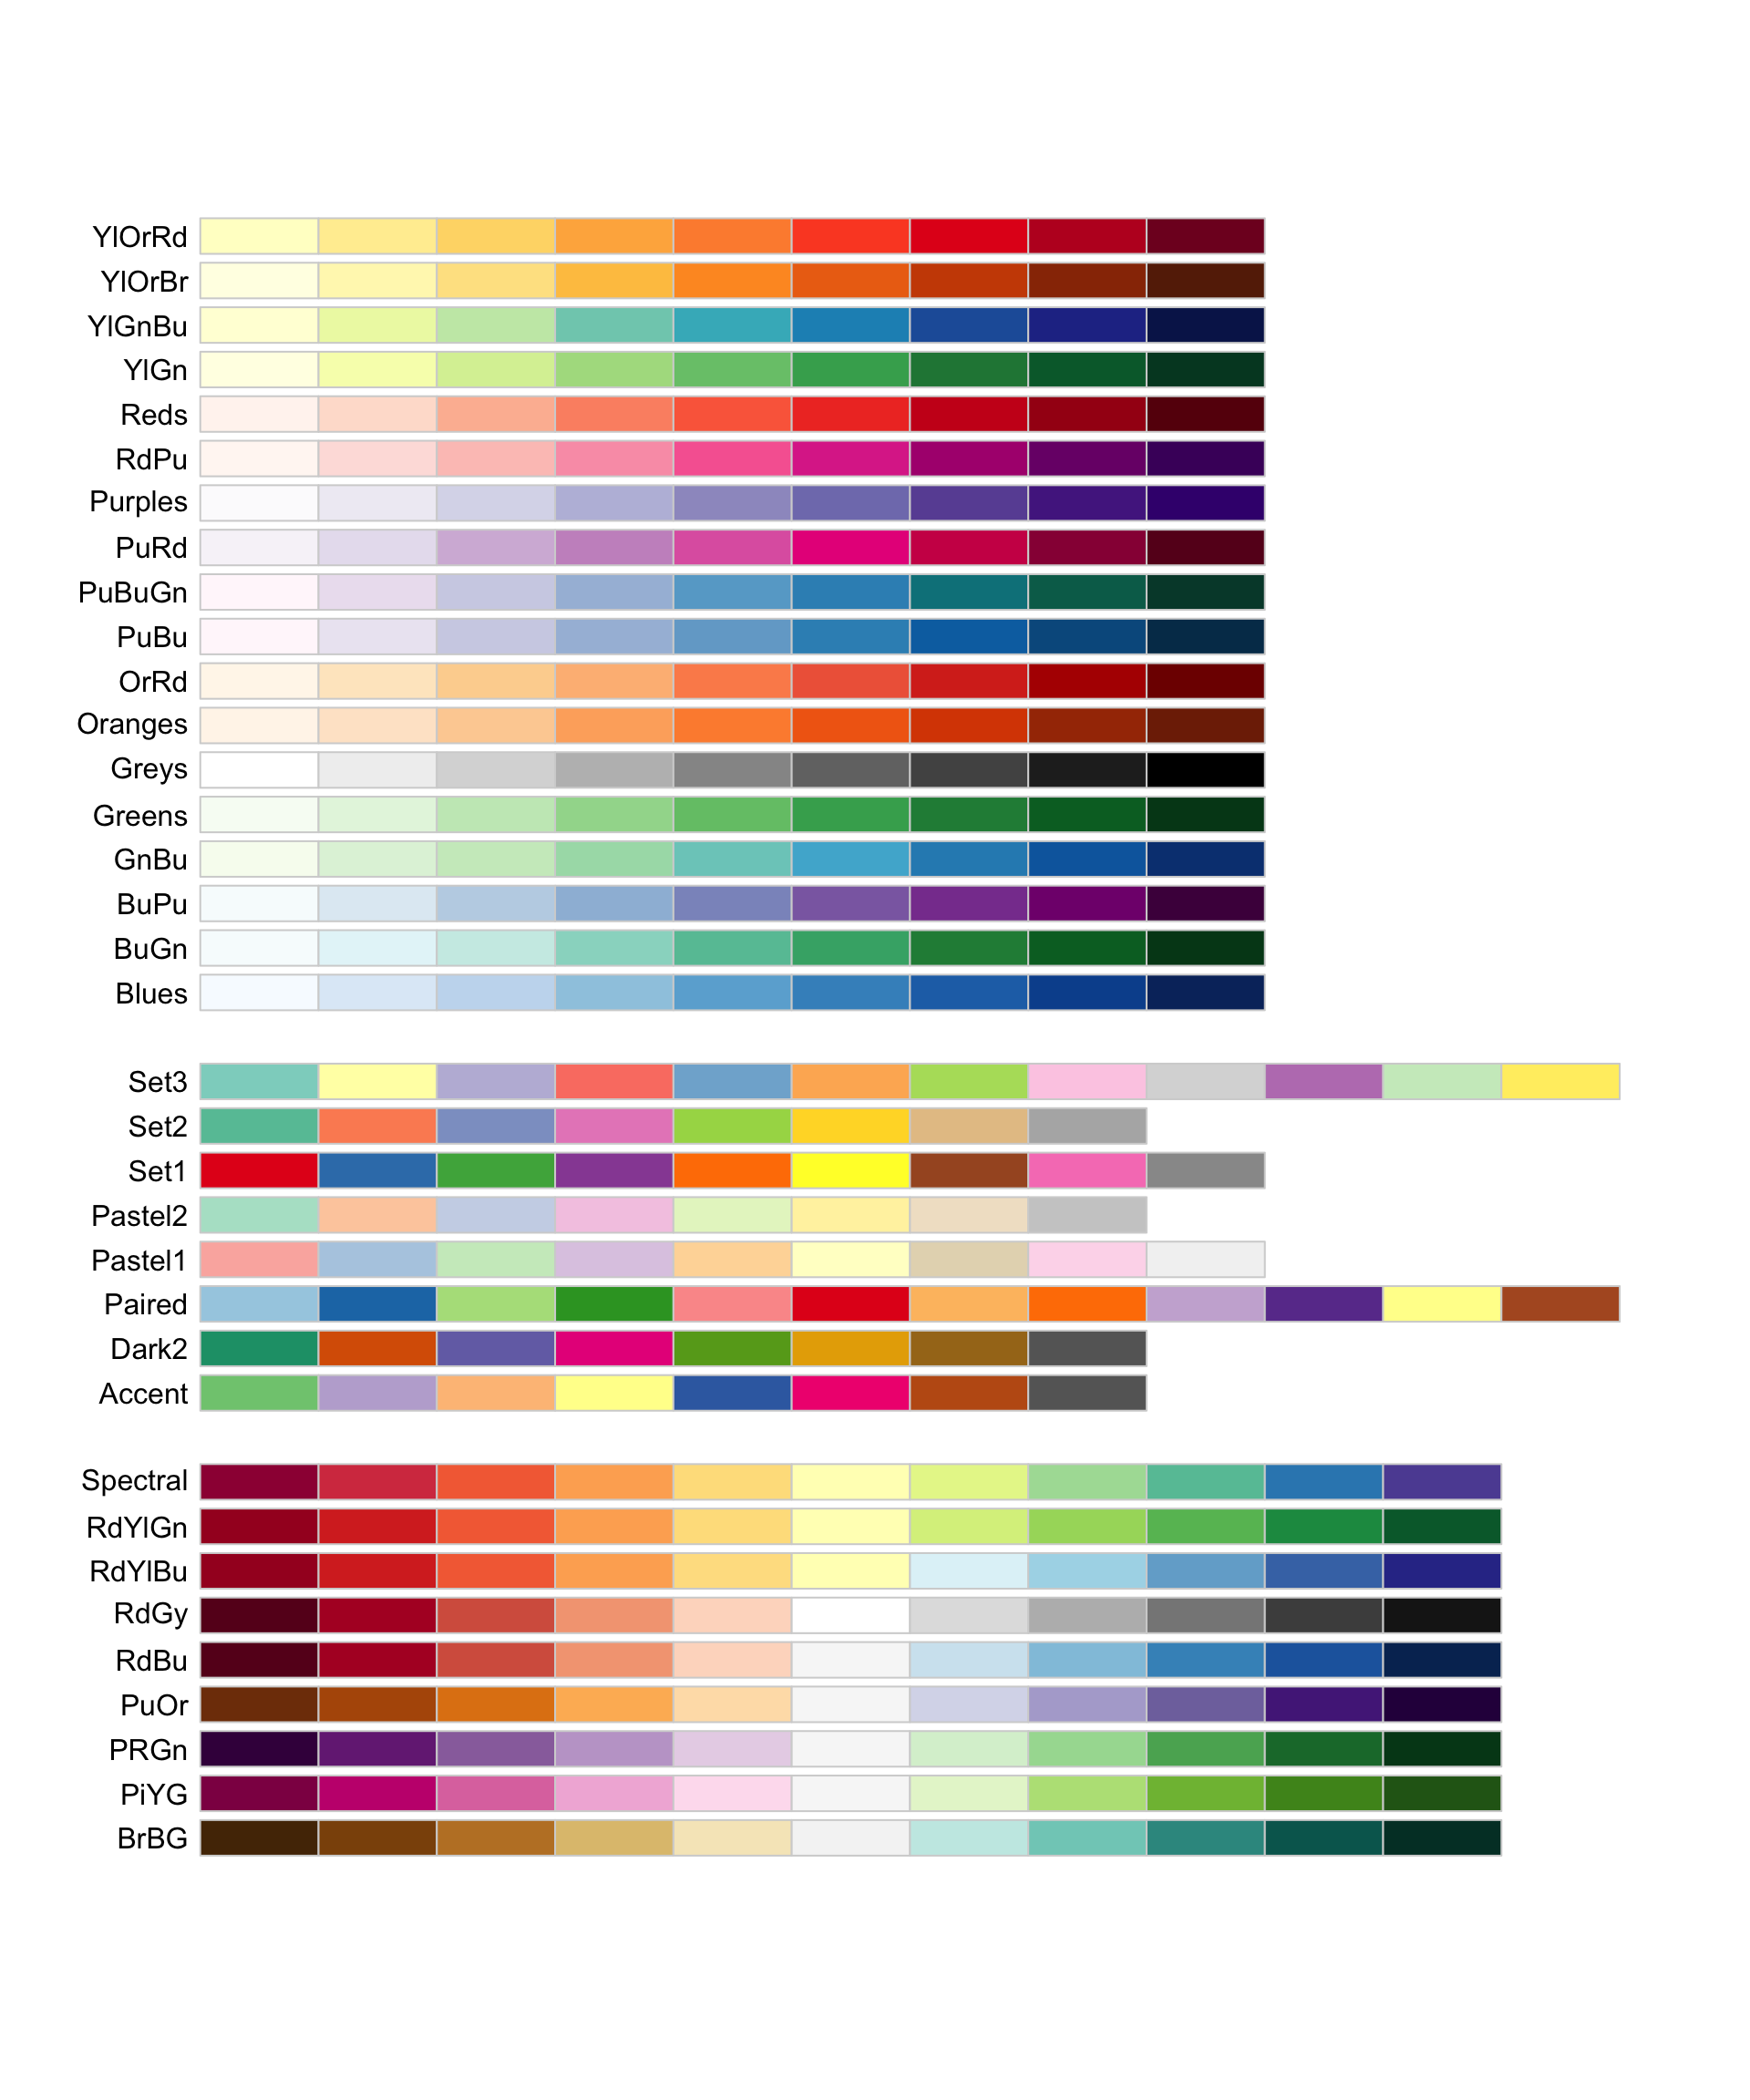 YlOrRd
YlOrBr
YlGnBu
YlGn
Reds
RdPu
Purples
PuRd
PuBuGn
PuBu
OrRd
Oranges
Greys
Greens
GnBu
BuPu
BuGn
Blues
Set3
Set2
Set1
Pastel2
Pastel1
Paired
Dark2
Accent
Spectral
RdYlGn
RdYlBu
RdGy
RdBu
PuOr
PRGn
PiYG
BrBG